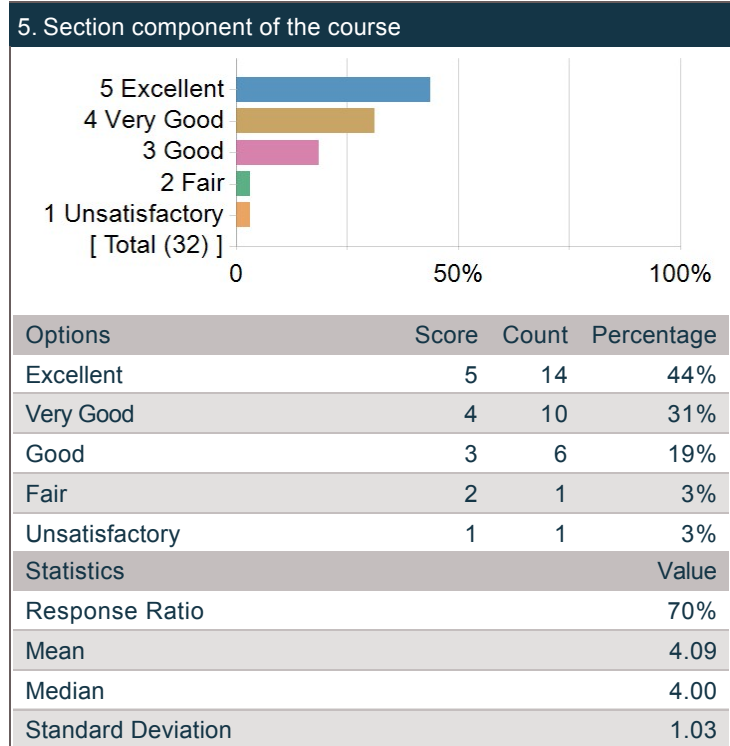 5. Section component of the course
5 Excellent
4 Very Good
3 Good
2 Fair
1 Unsatisfactory
[ Total (32) ]
0 50% 100%
Options Score Count Percentage
Excellent 5 14 44%
Very Good 4 10 31%
Good 3 6 19%
Fair 2 1 3%
Unsatisfactory 1 1 3%
Statistics Value
Response Ratio 70%
Mean 4.09
Median 4.00
Standard Deviation 1.03